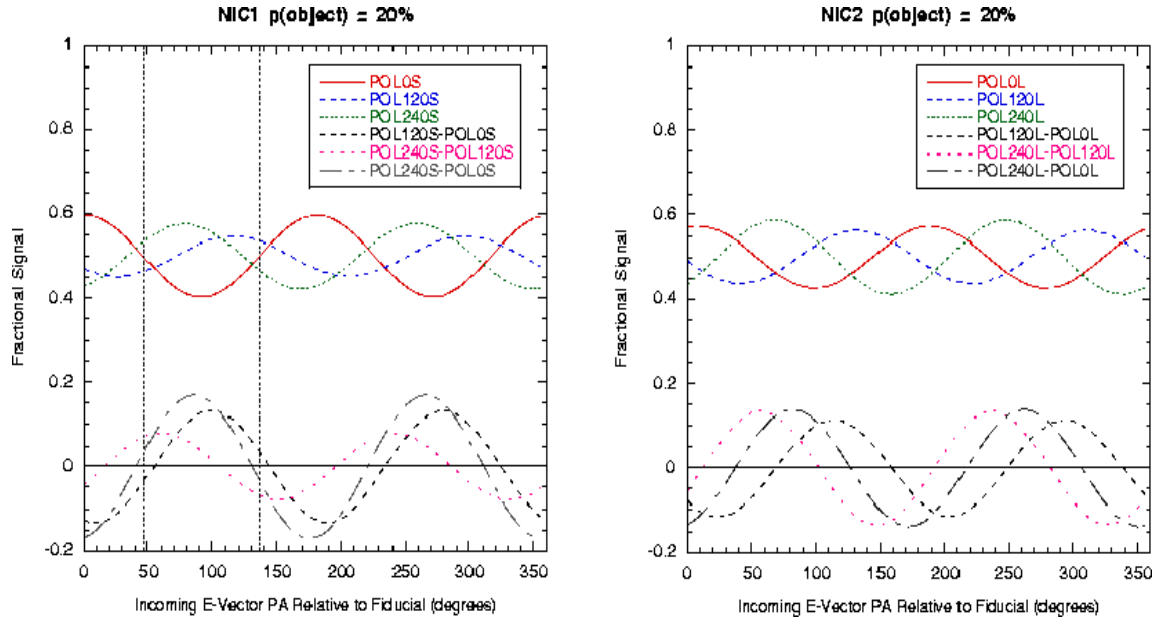 NIC1 p(object) = 20%
1
0.8
0.6
0.4
0.2
0
-0.2
Fractional Signal
POL0S
POL120S
POL240S
POL120S-POL0S
POL240S-POL120S
POL240S-POL0S
0 50 100 150 200 250 300 350
Incoming E-Vector PA Relative to Fiducial (degrees)
NIC2 p(object) = 20%
1
0.8
0.6
0.4
0.2
0
-0.2
Fractional Signal
POL0L
POL120L
POL240L
POL120L-POL0L
POL240L-POL120L
POL240L-POL0L
0 50 100 150 200 250 300 350
Incoming E-Vector PA Relative to Fiducial (degrees)